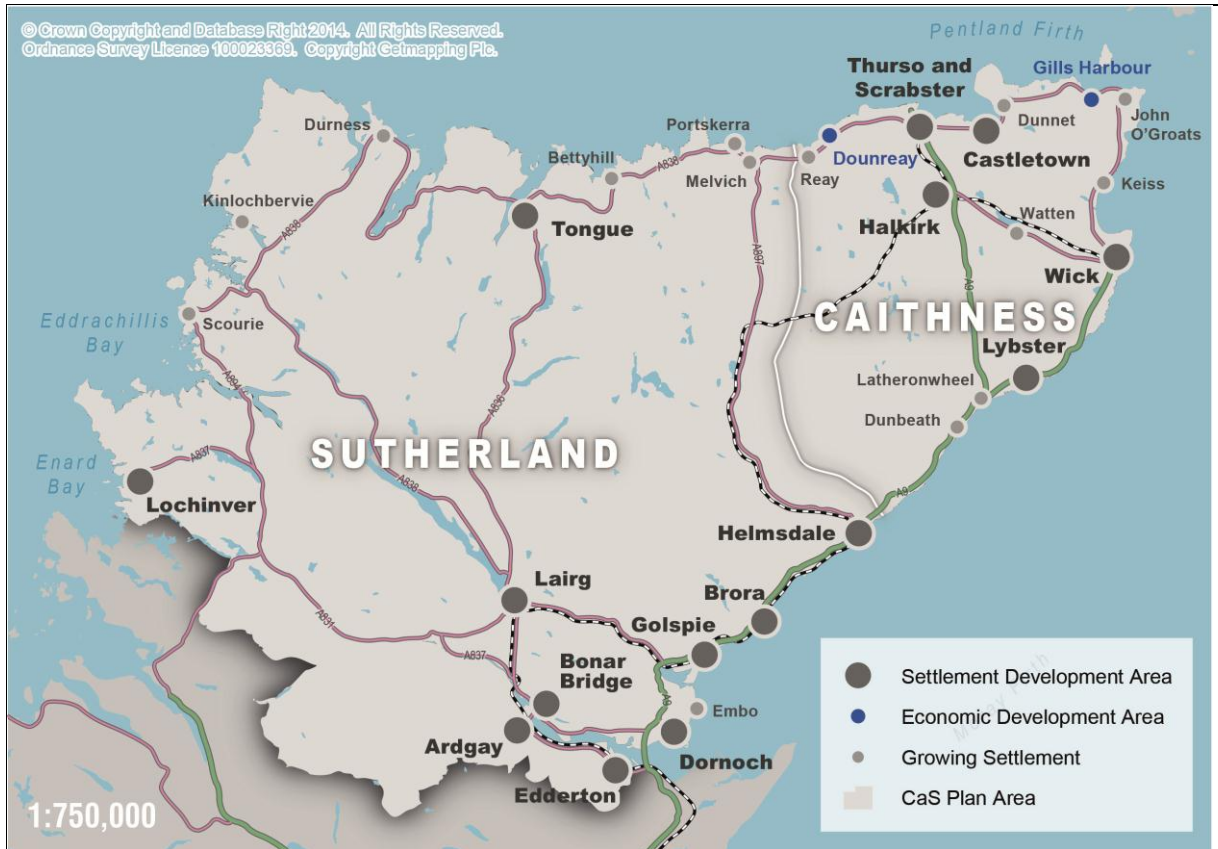 © Crown Copyright and Database Right 2014. All Rights Reserved.
Ordnance Survey Licence 100023369. Copyright Getmapping Plc.
Pentland Firth
Thurso and
Scrabster
Gills Harbour
Durness
Portskerra
Dunnet
John
O'Groats
Bettyhill
A838
Melvich
Reay
Dounreay
Castletown
Kinlochbervie
A838
Tongue
Halkirk
Watten
Keiss
A897
A9
Wick
Eddrachillis
Bay
Scourie
CAITHNESS
Lybster
A894
A836
Latheronwheel
Dunbeath
SUTHERLAND
Enard
Bay
A837
A838
A9
Lochinver
Helmsdale
Lairg
Brora
A831
Golspie
A837
Bonar
Bridge
A9
Embo
Ardgay
Dornoch
Edderton
1:750,000
Settlement Development Area
Economic Development Area
Moray Firth
Growing Settlement
CaS Plan Area